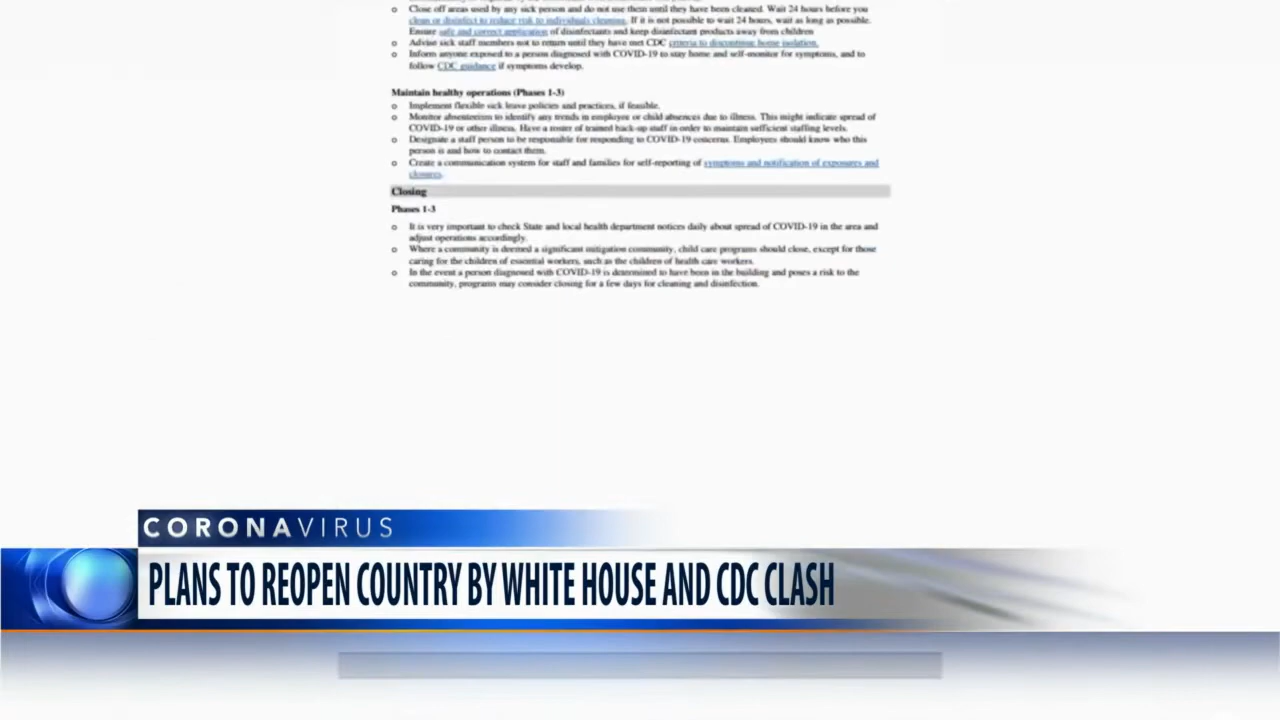 o Close off areas used by any sick person and do not use them until they have been cleaned. Wait 24 hours before you
clean or disinfect to reduce risk to individuals cleaning. If it is not possible to wait 24 hours, wait as long as possible.
Ensure safe and correct application of disinfectants and keep disinfectant products away from children
o Advise sick staff members not to return until they have met CDC criteria to discontinue home isolation.
o Inform anyone exposed to a person diagnosed with COVID-19 to stay home and self-monitor for symptoms, and to
follow CDC guidance if symptoms develop.
Maintain healthy operations (Phases 1-3)
o Implement flexible sick leave policies and practices, if feasible.
o Monitor absenteeism to identify any trends in employee or child absences due to illness. This might indicate spread of
COVID-19 or other illness. Have a roster of trained back-up staff in order to maintain sufficient staffing levels.
o Designate a staff person to be responsible for responding to COVID-19 concerns. Employees should know who this
person is and how to contact them.
o Create a communication system for staff and families for self-reporting of symptoms and notification of exposures and
closures.
Closing
Phases 1-3
o It is very important to check State and local health department notices daily about spread of COVID-19 in the area and
adjust operations accordingly.
o Where a community is deemed a significant mitigation community, child care programs should close, except for those
caring for the children of essential workers, such as the children of health care workers.
o In the event a person diagnosed with COVID-19 is determined to have been in the building and poses a risk to the
community, programs may consider closing for a few days for cleaning and disinfection.
CORONAVIRUS
PLANS TO REOPEN COUNTRY BY WHITE HOUSE AND CDC CLASH